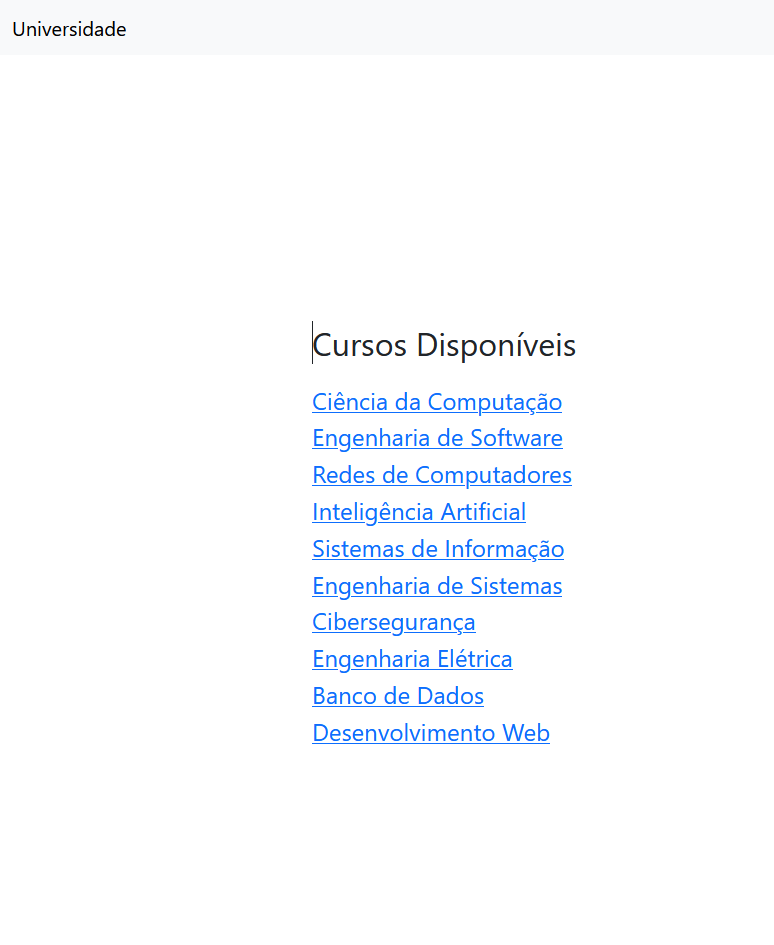 Universidade
Cursos Disponíveis
Ciência da Computação
Engenharia de Software
Redes de Computadores
Inteligência Artificial
Sistemas de Informação
Engenharia de Sistemas
Cibersegurança
Engenharia Elétrica
Banco de Dados
Desenvolvimento Web